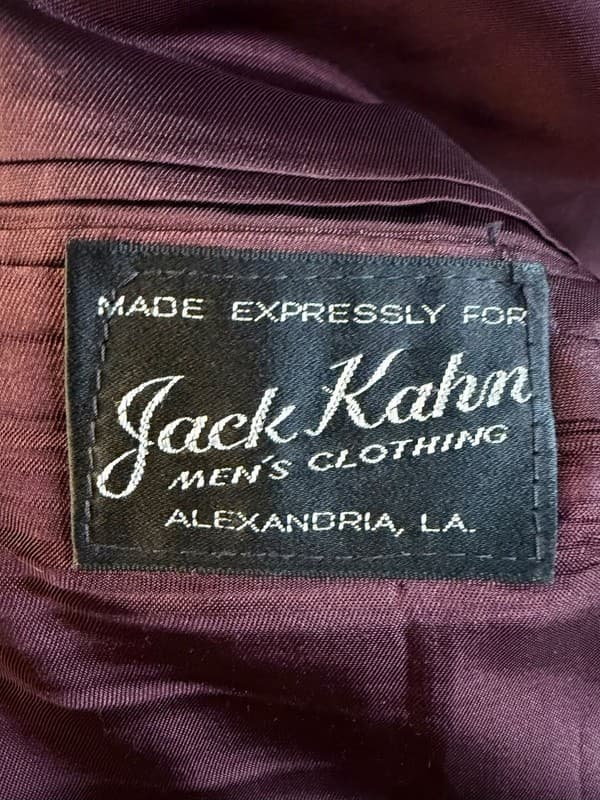 MADE EXPRESSLY FOR
Jack Kahn
MEN'S CLOTHING
ALEXANDRIA, LA.